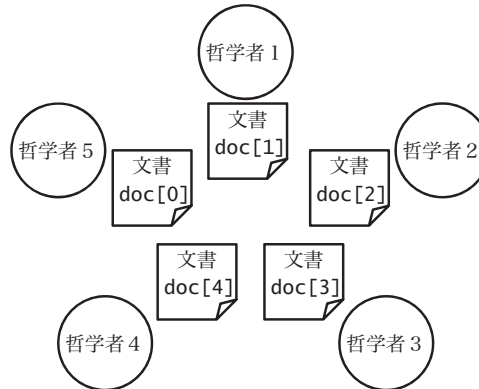 哲学者1
文書
doc[1]
哲学者5
文書
doc[0]
文書
doc[2]
哲学者2
文書
doc[4]
文書
doc[3]
哲学者4
哲学者3